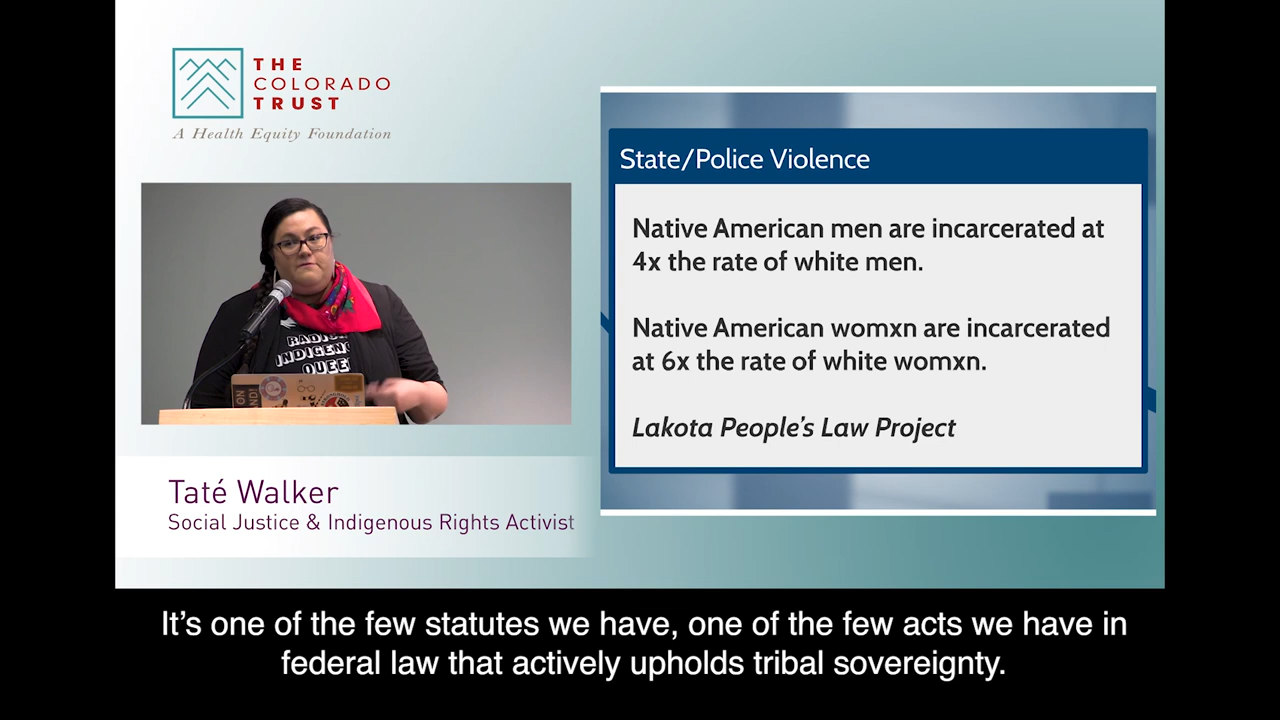 THE
COLORADO
TRUST
A Health Equity Foundation
State/Police Violence
Native American men are incarcerated at
4x the rate of white men.
Native American womxn are incarcerated
at 6x the rate of white womxn.
Lakota People's Law Project
INDIGEN
QUEE
Taté Walker
Social Justice & Indigenous Rights Activist
It's one of the few statutes we have, one of the few acts we have in
federal law that actively upholds tribal sovereignty.